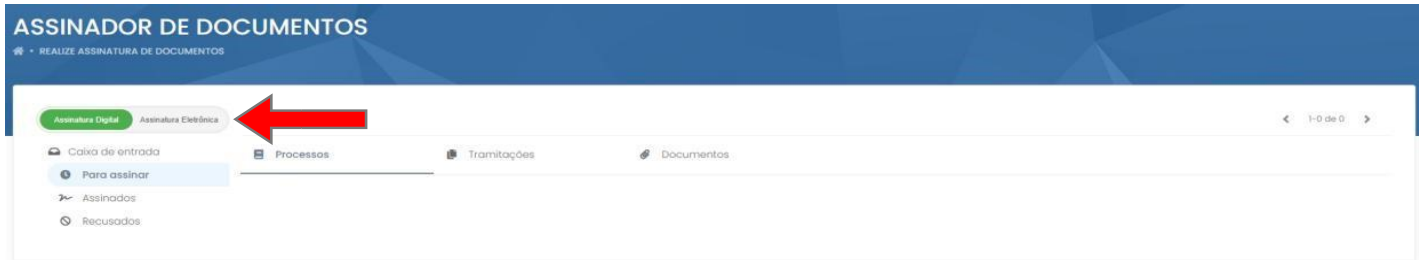 ASSINADOR DE DOCUMENTOS
• REALIZE ASSINATURA DE DOCUMENTOS
Assinatura Digital Assinatura Eletrônica
1-0 de 0
Caixa de entrada
Processos Tramitações Documentos
Para assinar
Assinados
Recusados